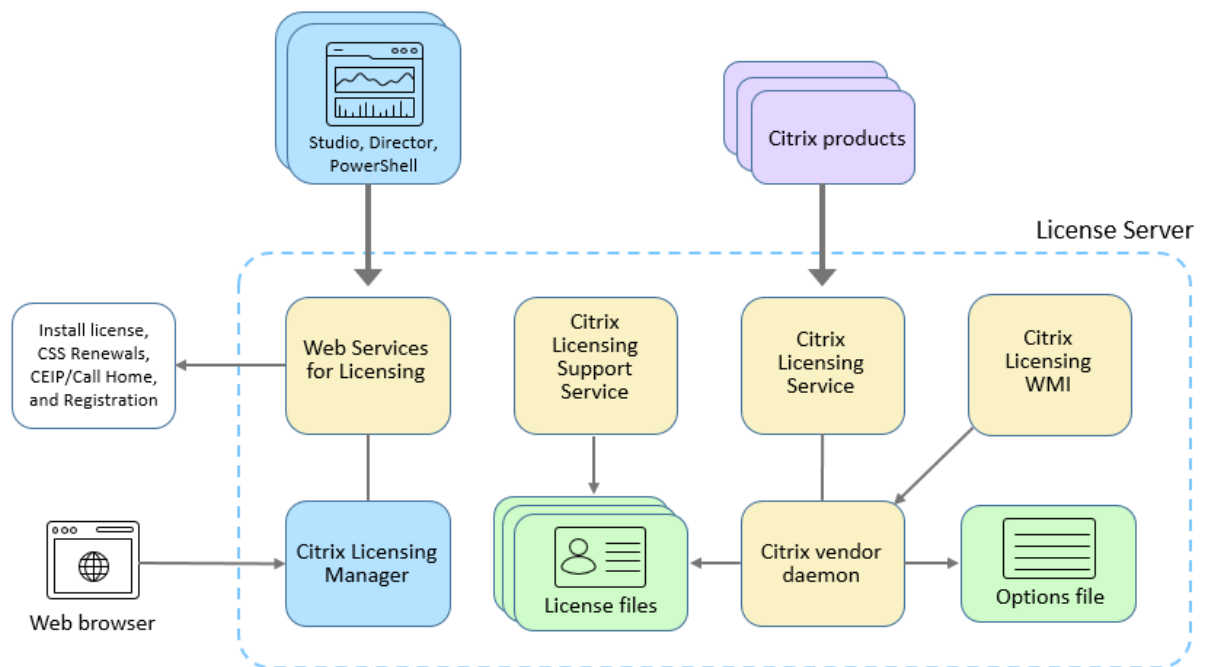 Studio, Director,
PowerShell
Citrix products
License Server
Install license,
CSS Renewals,
CEIP/Call Home,
and Registration
Web Services
for Licensing
Citrix
Licensing
Support
Service
Citrix
Licensing
Service
Citrix
Licensing
WMI
Web browser
Citrix Licensing
Manager
License files
Citrix vendor
daemon
Options file